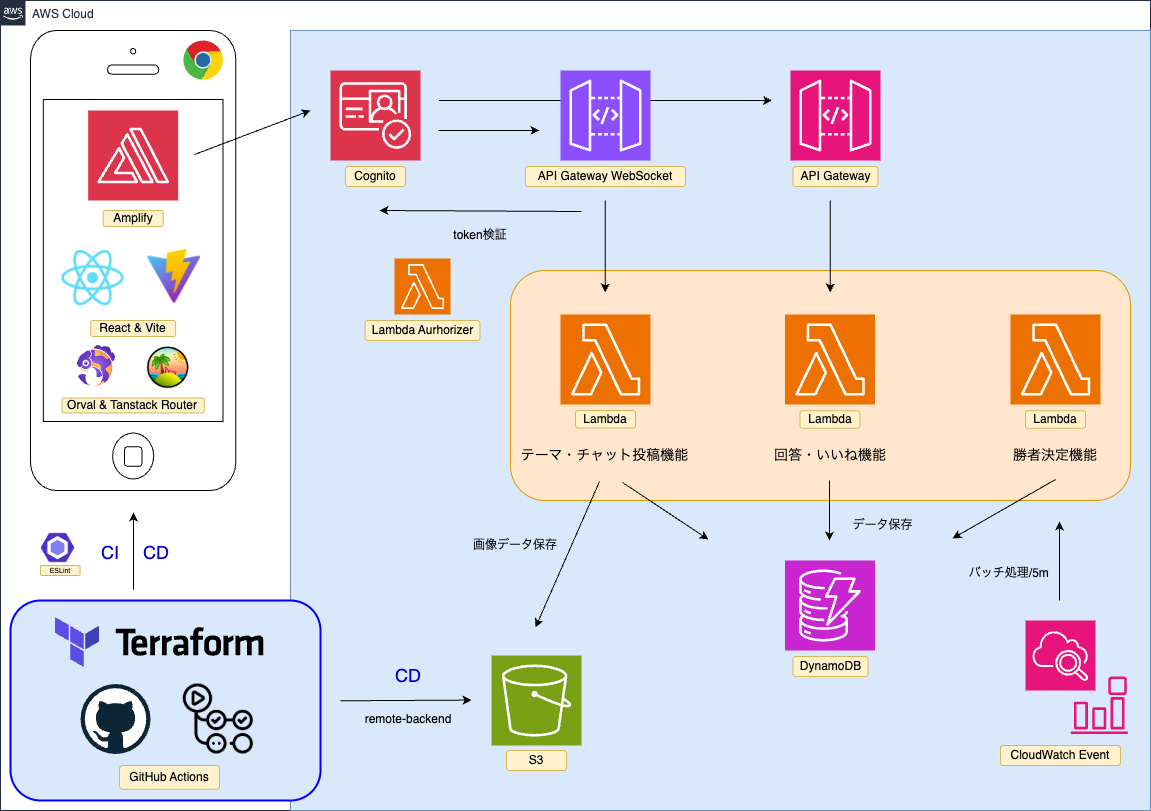 aws
AWS Cloud
Amplify
React & Vite
Orval & Tanstack Router
Cognito
</>
API Gateway WebSocket
</>
API Gateway
token検証
Lambda Aurhorizer
Lambda
テーマ・チャット投稿機能
Lambda
回答・いいね機能
Lambda
勝者決定機能
画像データ保存
データ保存
バッチ処理/5m
ESLint
CI
CD
Terraform
GitHub Actions
CD
remote-backend
S3
DynamoDB
CloudWatch Event